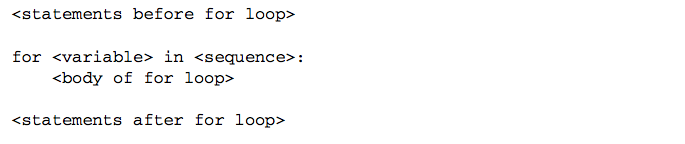 <statements before for loop>
for <variable> in <sequence>:
    <body of for loop>
<statements after for loop>